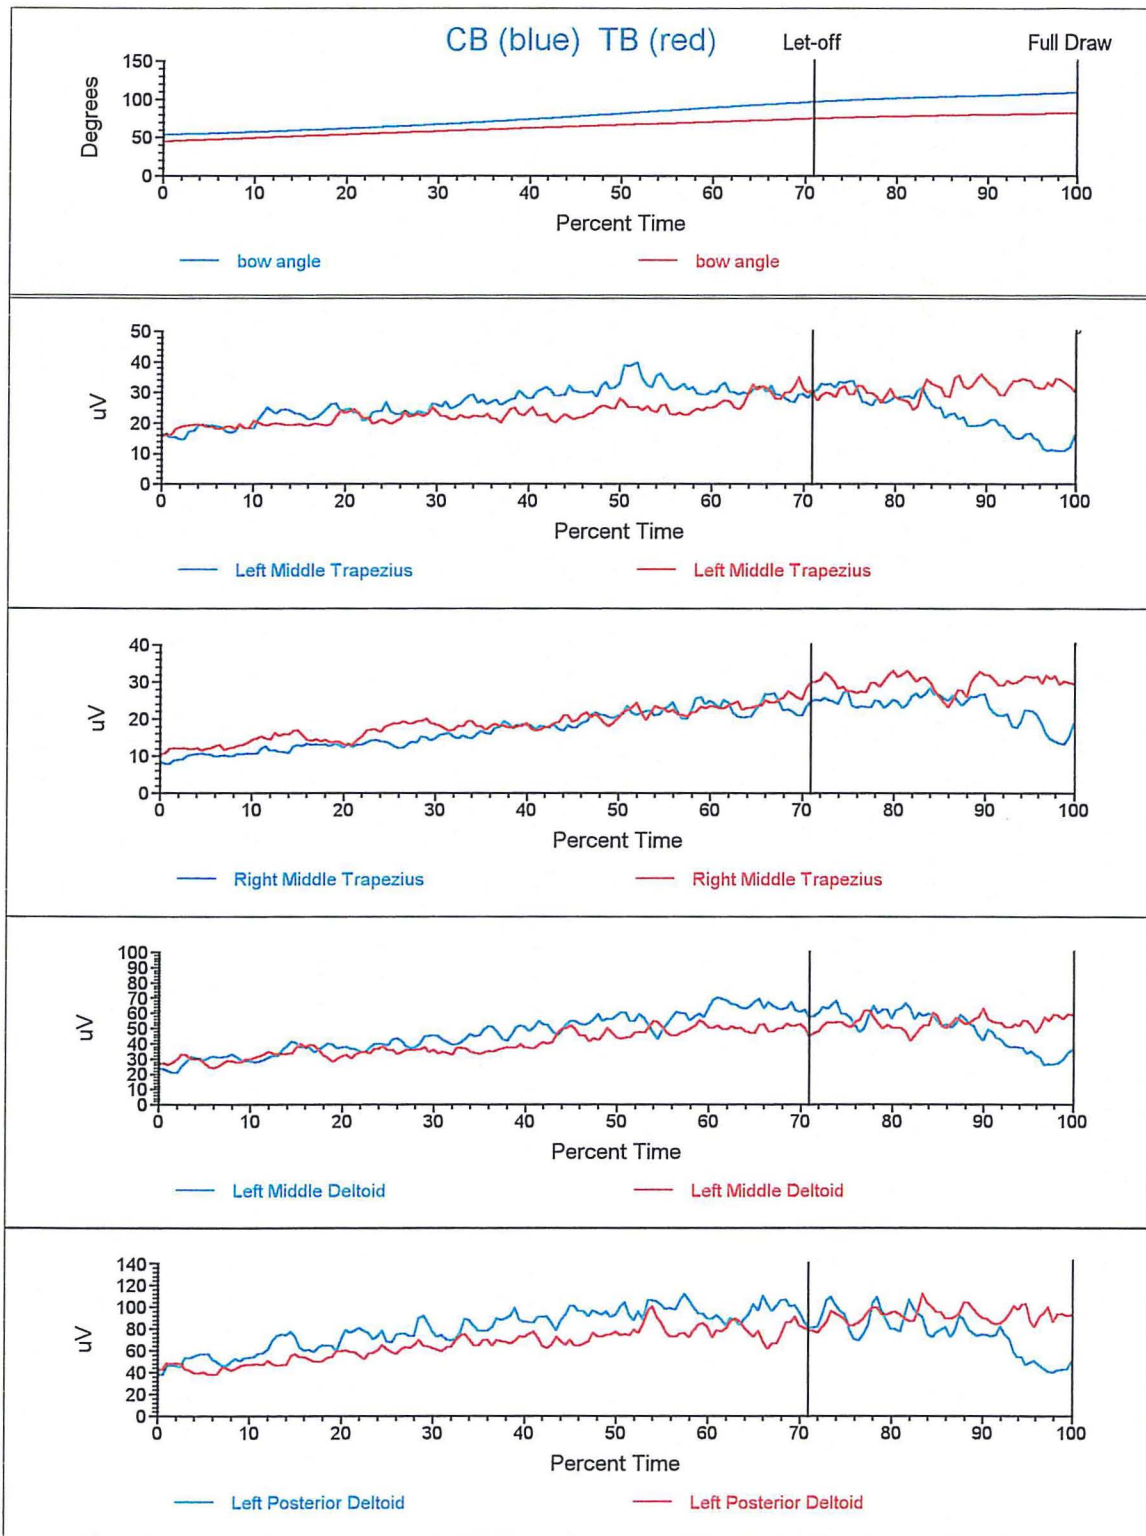 CB (blue) TB (red)
Let-off
Full Draw
150
100
50
0
Degrees
0 10 20 30 40 50 60 70 80 90 100
Percent Time
bow angle bow angle
50
40
30
20
10
0
uV
0 10 20 30 40 50 60 70 80 90 100
Percent Time
Left Middle Trapezius Left Middle Trapezius
40
30
20
10
0
uV
0 10 20 30 40 50 60 70 80 90 100
Percent Time
Right Middle Trapezius Right Middle Trapezius
100
90
80
70
60
50
40
30
20
10
0
uV
0 10 20 30 40 50 60 70 80 90 100
Percent Time
Left Middle Deltoid Left Middle Deltoid
140
120
100
80
60
40
20
0
uV
0 10 20 30 40 50 60 70 80 90 100
Percent Time
Left Posterior Deltoid Left Posterior Deltoid